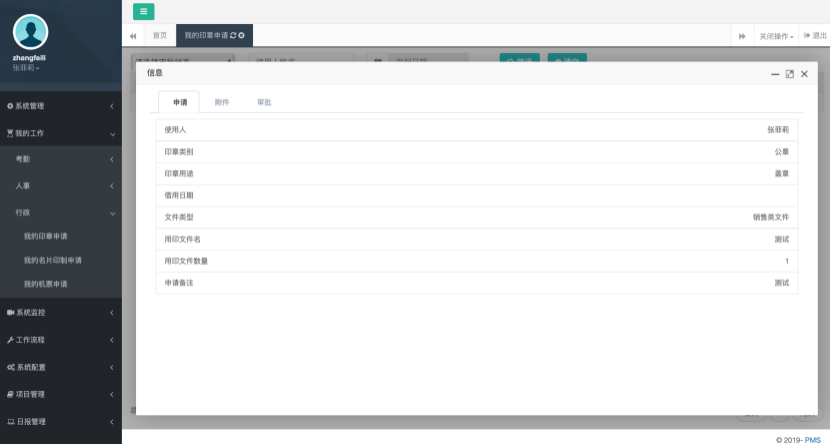 zhangfeili
张菲莉
系统管理
我的工作
考勤
人事
行政
我的印章申请
我的名片印制申请
我的机票申请
系统监控
工作流程
系统配置
项目管理
日报管理
首页
我的印章申请
关闭操作
退出
信息
申请 附件 审批
使用人 张菲莉
印章类别 公章
印章用途 盖章
借用日期
文件类型 销售类文件
用印文件名 测试
用印文件数量 1
申请备注 测试
© 2019- PMS